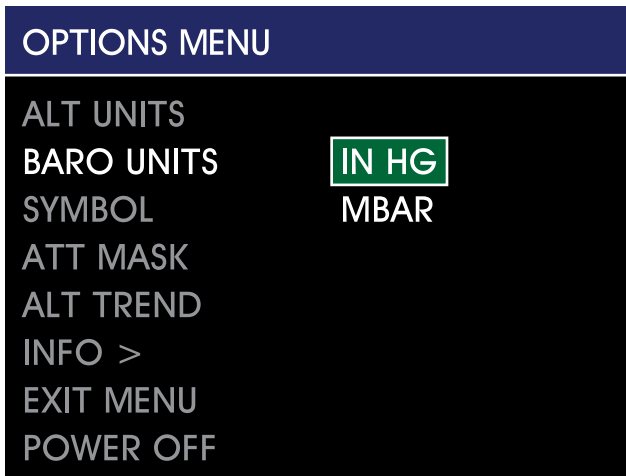 OPTIONS MENU
ALT UNITS
BARO UNITS IN HG
SYMBOL MBAR
ATT MASK
ALT TREND
INFO >
EXIT MENU
POWER OFF